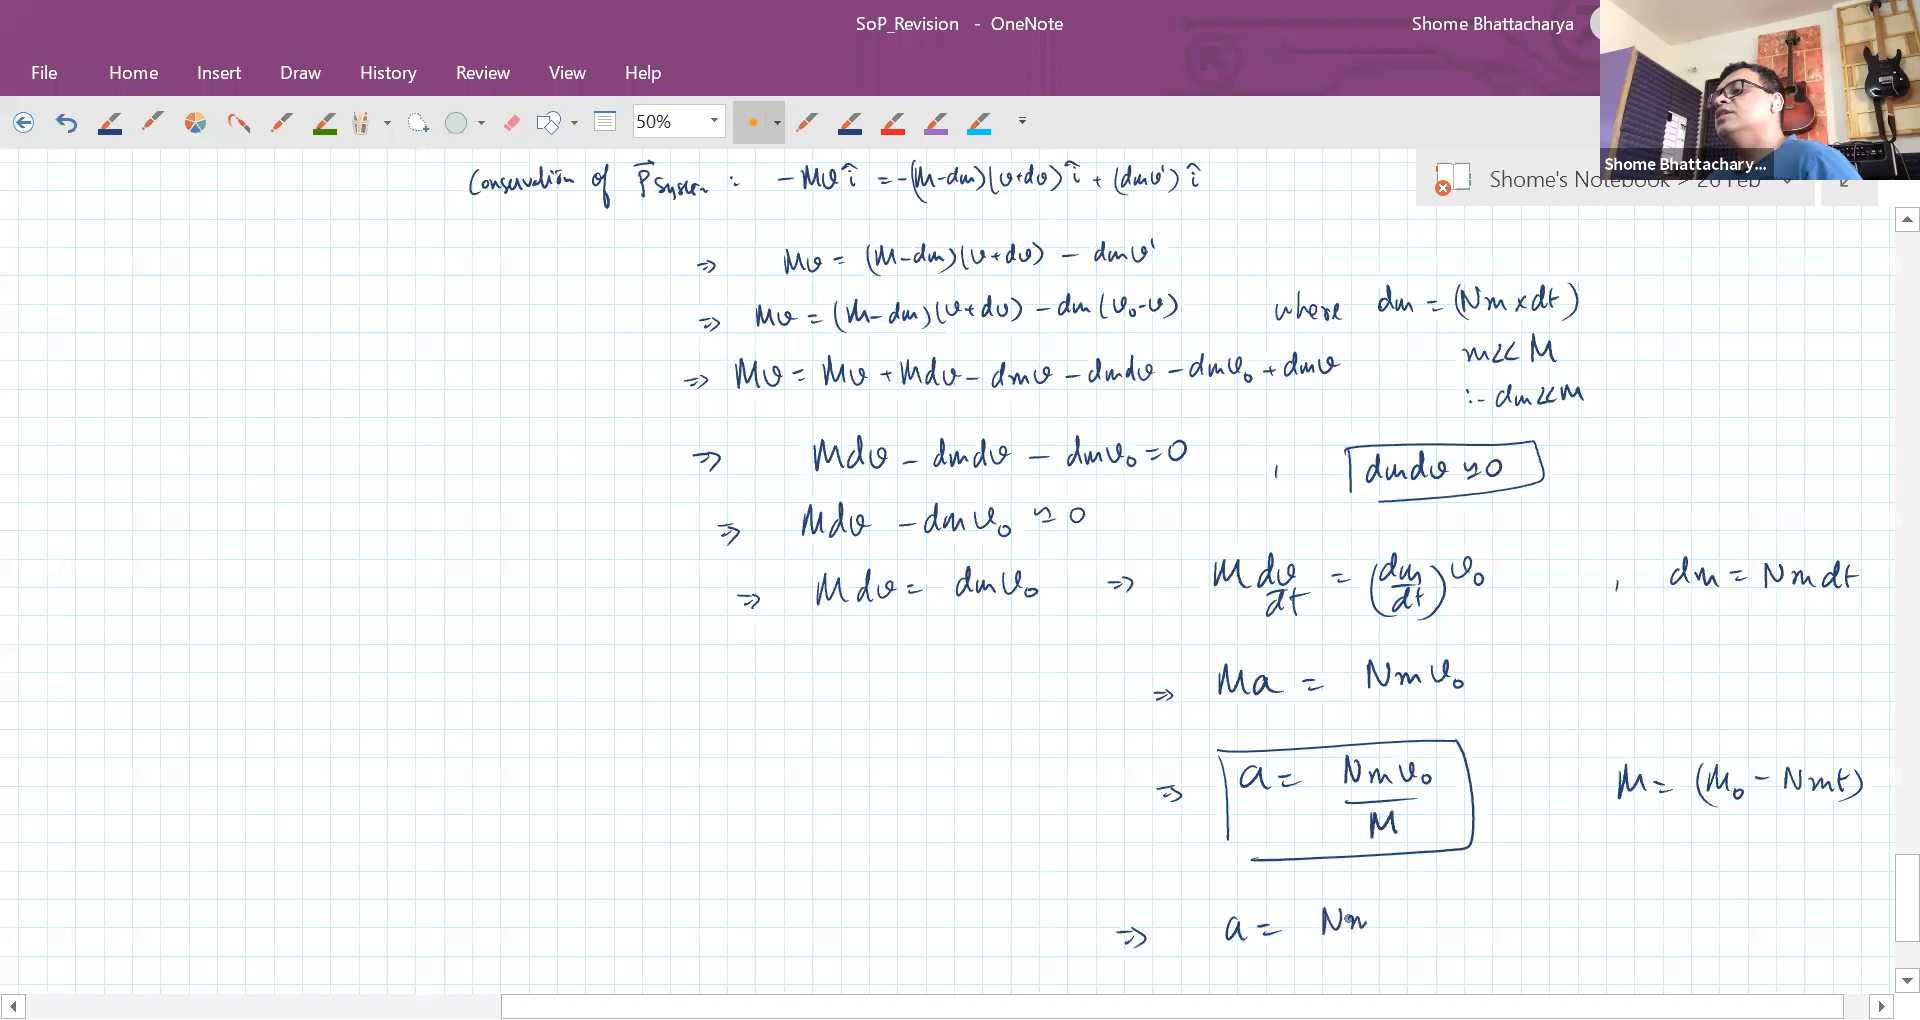 SoP_Revision - OneNote
Shome Bhattacharya
File Home Insert Draw History Review View Help
50%
Shome Bhattachary...
Shome's Notebook > 26 Feb
Conservation of P⃗system : - Mv î = -(M-dm)(v+dv) î + (dmv') î
⇒ Mv = (M-dm)(v+dv) - dmv'
⇒ Mv = (M-dm)(v+dv) - dm(v₀-v) where dm = (Nm×dt)
m<<M
⇒ Mv = Mv + Mdv - dmv - dmdv - dmv₀ + dmv
:- dm<<M
⇒ Mdv - dmdv - dmv₀ = 0 , dmdv ≈ 0
⇒ Mdv - dmv₀ ≈ 0
⇒ Mdv = dmv₀ ⇒ M dv/dt = (dm/dt) v₀ , dm = Nmdt
⇒ Ma = Nmv₀
⇒ a = Nmv₀/M M = (M₀ - Nmt)
⇒ a = Nm